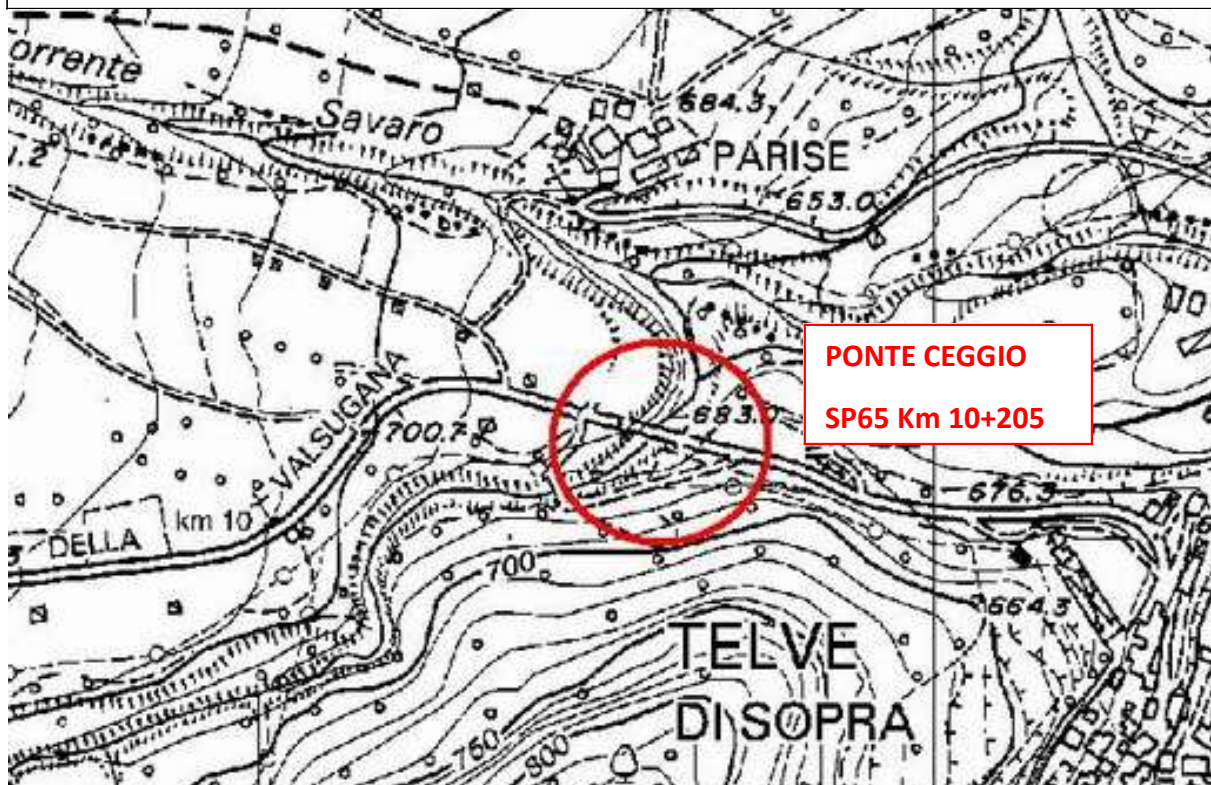 orrente
Savaro
684.3
PARISE
653.0
PONTE CEGGIO
SP65 Km 10+205
683.0
VALSUGANA
700.7
676.3
km 10
DELLA
700
664.3
TELVE
DI SOPRA
750
800